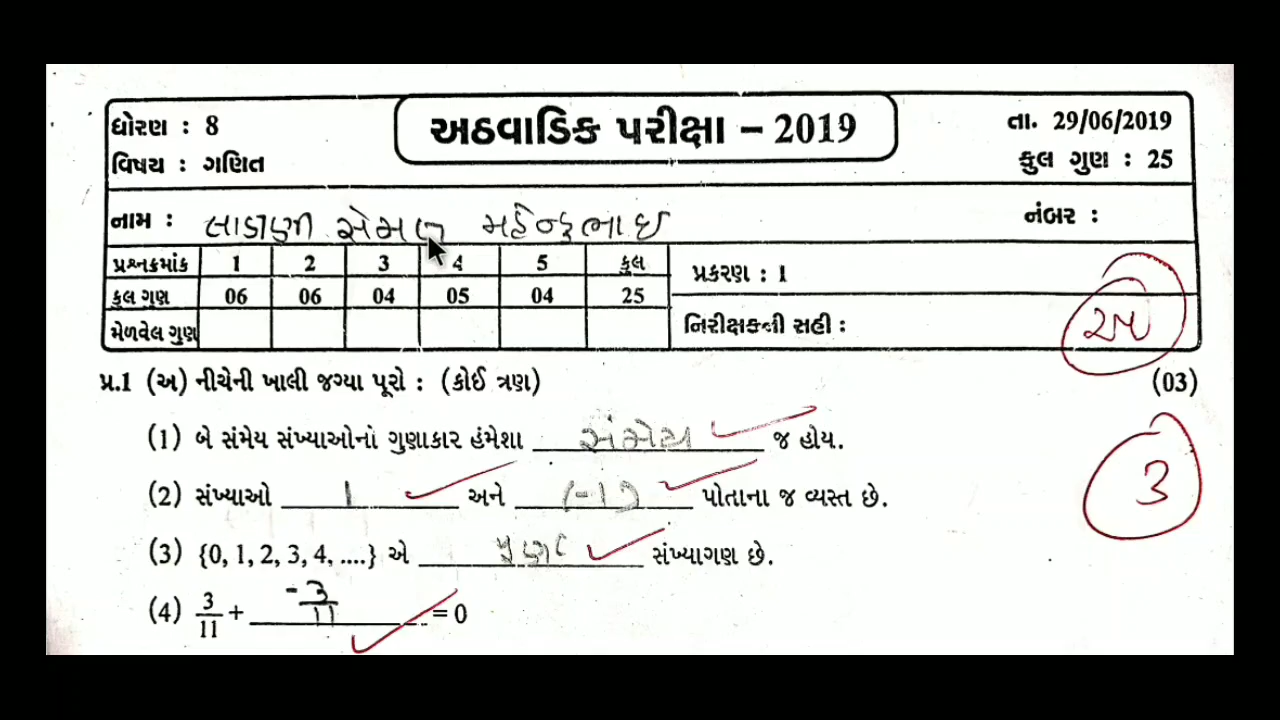 ધોરણ : 8
અઠવાડિક પરીક્ષા – 2019
તા. 29/06/2019
વિષય : ગણિત
કુલ ગુણ : 25
નામ : લાડાણી મહેન્દ્રભાઈ
નંબર :
પ્રશ્નક્રમાંક 1 2 3 4 5 કુલ
પ્રકરણ : 1
કુલ ગુણ 06 06 04 05 04 25
મેળવેલ ગુણ
નિરીક્ષકની સહી :
પ્ર.1 (અ) નીચેની ખાલી જગ્યા પૂરો : (કોઈ ત્રણ) (03)
(1) બે સંમેય સંખ્યાઓનો ગુણાકાર હંમેશા સંમેય જ હોય.
(2) સંખ્યાઓ 1 અને (-1) પોતાના જ વ્યસ્ત છે.
3
(3) {0, 1, 2, 3, 4, ....} એ પૂર્ણ સંખ્યાગણ છે.
(4) 3/11 + -3/11 = 0